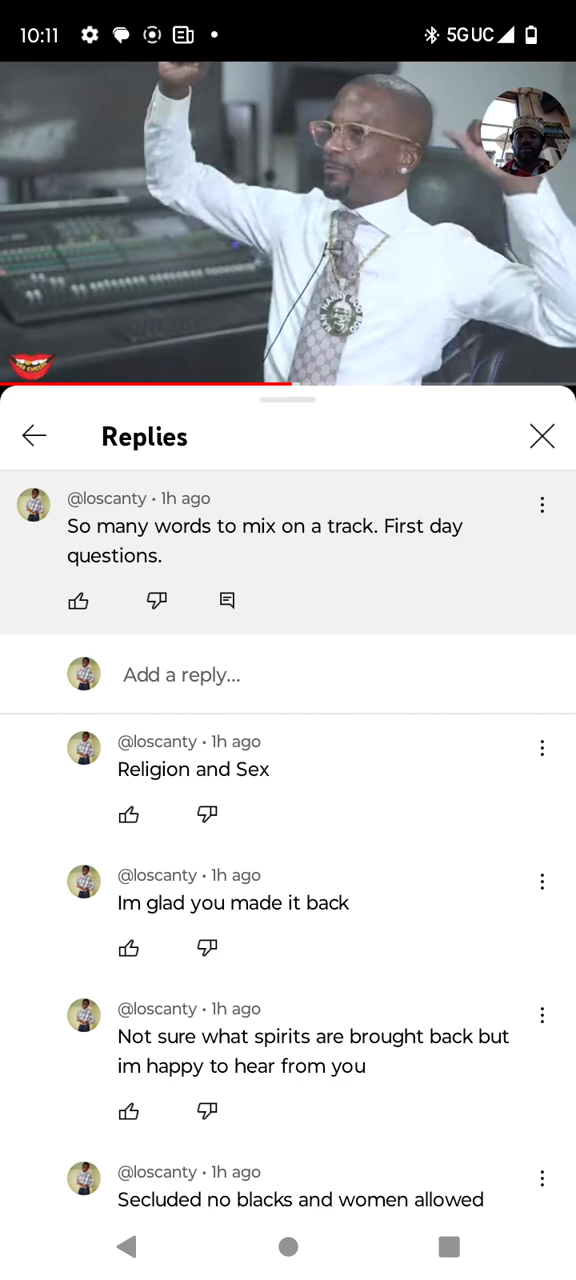 10:11
5G UC
Replies
@loscanty • 1h ago
So many words to mix on a track. First day
questions.
Add a reply...
@loscanty • 1h ago
Religion and Sex
@loscanty • 1h ago
Im glad you made it back
@loscanty • 1h ago
Not sure what spirits are brought back but
im happy to hear from you
@loscanty • 1h ago
Secluded no blacks and women allowed